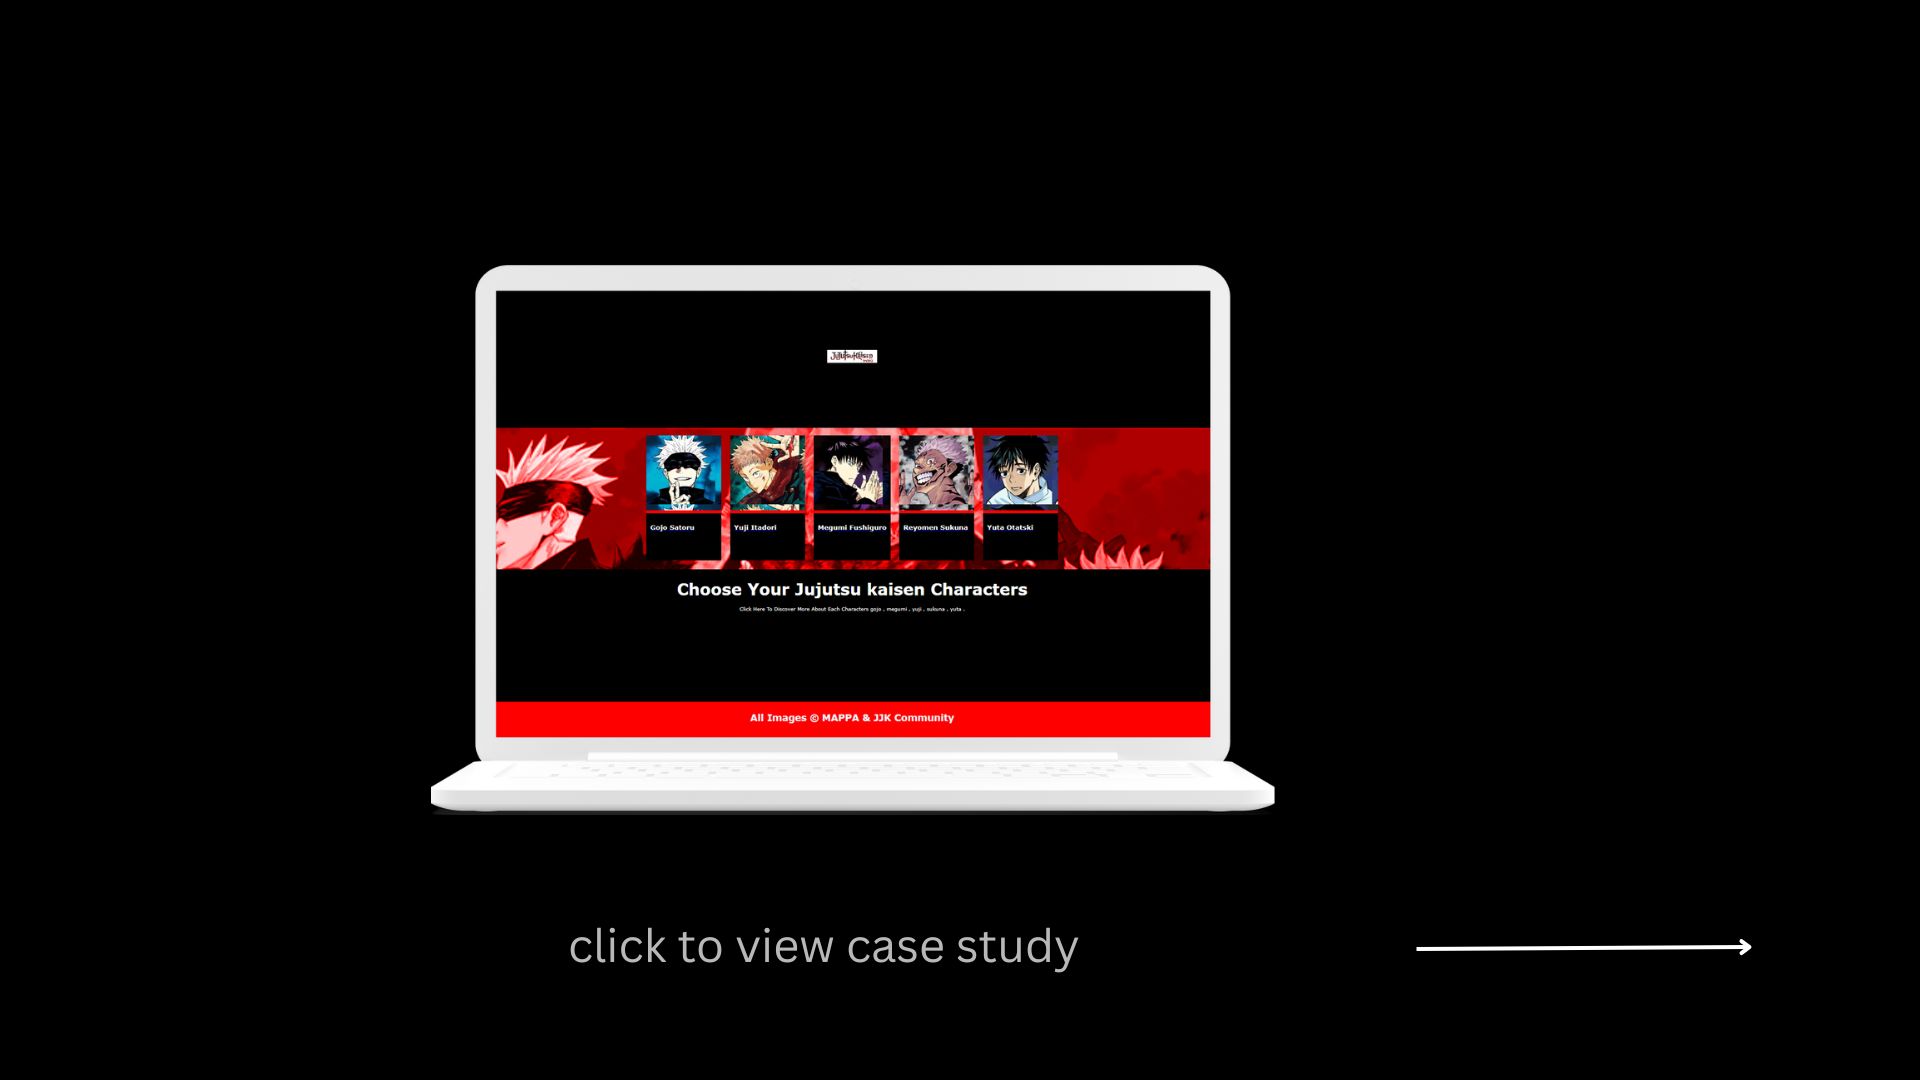 JujutsuKaisen
Gojo Satoru
Yuji Itadori
Megumi Fushiguro
Reyomen Sukuna
Yuta Otatski
Choose Your Jujutsu kaisen Characters
Click Here To Discover More About Each Characters gojo , megumi , yuji , sukuna , yuta .
All Images © MAPPA & JJK Community
click to view case study